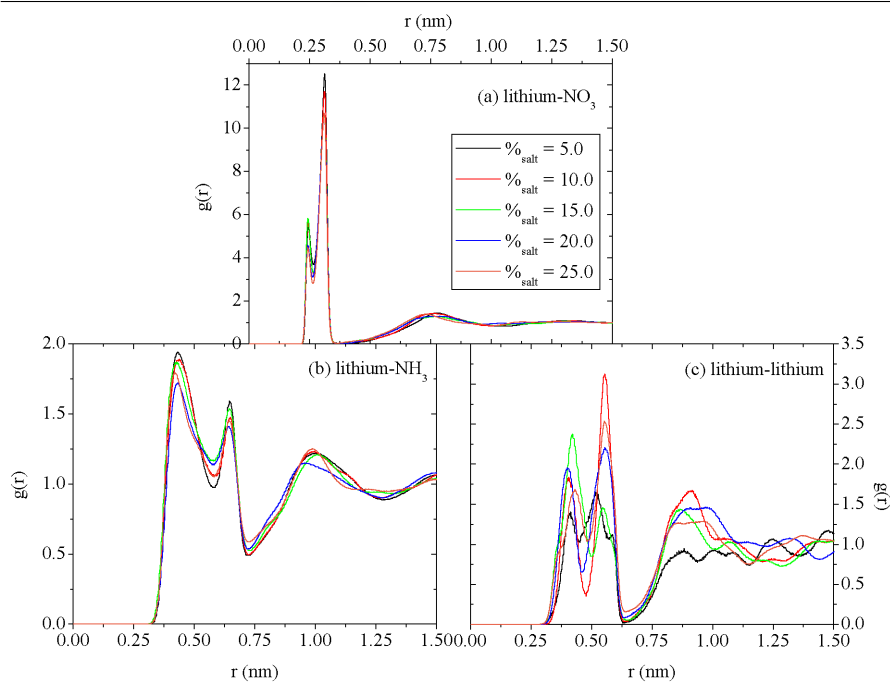 r (nm)
0.00 0.25 0.50 0.75 1.00 1.25 1.50
(a) lithium-NO3
12
10
8
6
4
2
0
g(r)
%salt = 5.0
%salt = 10.0
%salt = 15.0
%salt = 20.0
%salt = 25.0
(b) lithium-NH3
2.0
1.5
1.0
0.5
0.0
g(r)
0.00 0.25 0.50 0.75 1.00 1.25 1.50
r (nm)
(c) lithium-lithium
3.5
3.0
2.5
2.0
1.5
1.0
0.5
0.0
g(r)
0.00 0.25 0.50 0.75 1.00 1.25 1.50
r (nm)